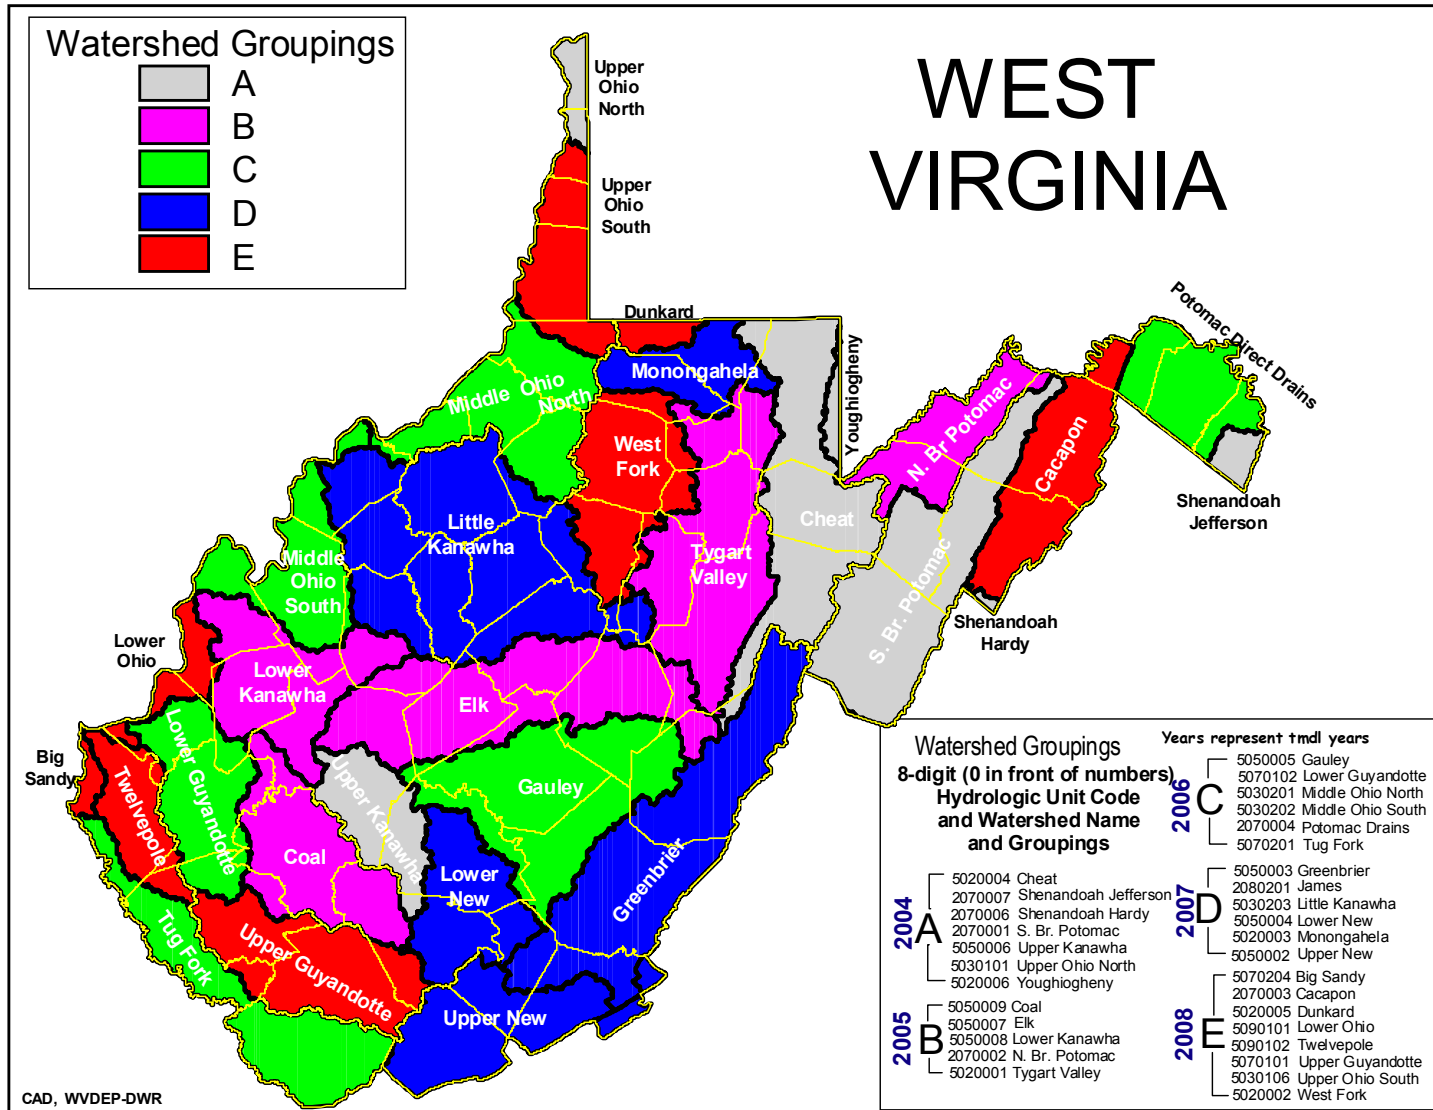 Watershed Groupings
A
B
C
D
E
WEST
VIRGINIA
Upper
Ohio
North
Upper
Ohio
South
Dunkard
Monongahela
Youghiogheny
Potomac Direct Drains
Middle Ohio
North
West
Fork
N. Br Potomac
Cacapon
Shenandoah
Jefferson
Cheat
Little
Kanawha
Tygart
Valley
Middle
Ohio
South
S. Br. Potomac
Shenandoah
Hardy
Lower
Ohio
Lower
Kanawha
Elk
Big
Sandy
Twelvepole
Lower Guyandotte
Upper Kanawha
Gauley
Coal
Lower
New
Greenbrier
Tug Fork
Upper Guyandotte
Upper New
Watershed Groupings
8-digit (0 in front of numbers)
Hydrologic Unit Code
and Watershed Name
and Groupings
2004
A
5020004 Cheat
2070007 Shenandoah Jefferson
2070006 Shenandoah Hardy
2070001 S. Br. Potomac
5050006 Upper Kanawha
5030101 Upper Ohio North
5020006 Youghiogheny
2005
B
5050009 Coal
5050007 Elk
5050008 Lower Kanawha
2070002 N. Br. Potomac
5020001 Tygart Valley
Years represent tmdl years
2006
C
5050005 Gauley
5070102 Lower Guyandotte
5030201 Middle Ohio North
5030202 Middle Ohio South
2070004 Potomac Drains
5070201 Tug Fork
2007
D
5050003 Greenbrier
2080201 James
5030203 Little Kanawha
5050004 Lower New
5020003 Monongahela
5050002 Upper New
2008
E
5070204 Big Sandy
2070003 Cacapon
5020005 Dunkard
5090101 Lower Ohio
5090102 Twelvepole
5070101 Upper Guyandotte
5030106 Upper Ohio South
5020002 West Fork
CAD, WVDEP-DWR